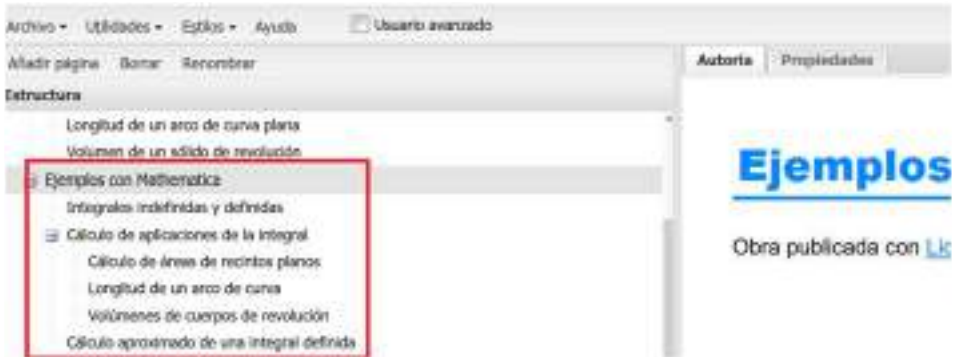 Archivo Utilidades Estilos Ayuda Usuario avanzado
Añadir página Borrar Renombrar
Estructura
Longitud de un arco de curva plana
Volumen de un sólido de revolución
Ejemplos con Mathematica
Integrales indefinidas y definidas
Cálculo de aplicaciones de la integral
Cálculo de áreas de recintos planos
Longitud de un arco de curva
Volúmenes de cuerpos de revolución
Cálculo aproximado de una integral definida
Autoría Propiedades
Ejemplos
Obra publicada con